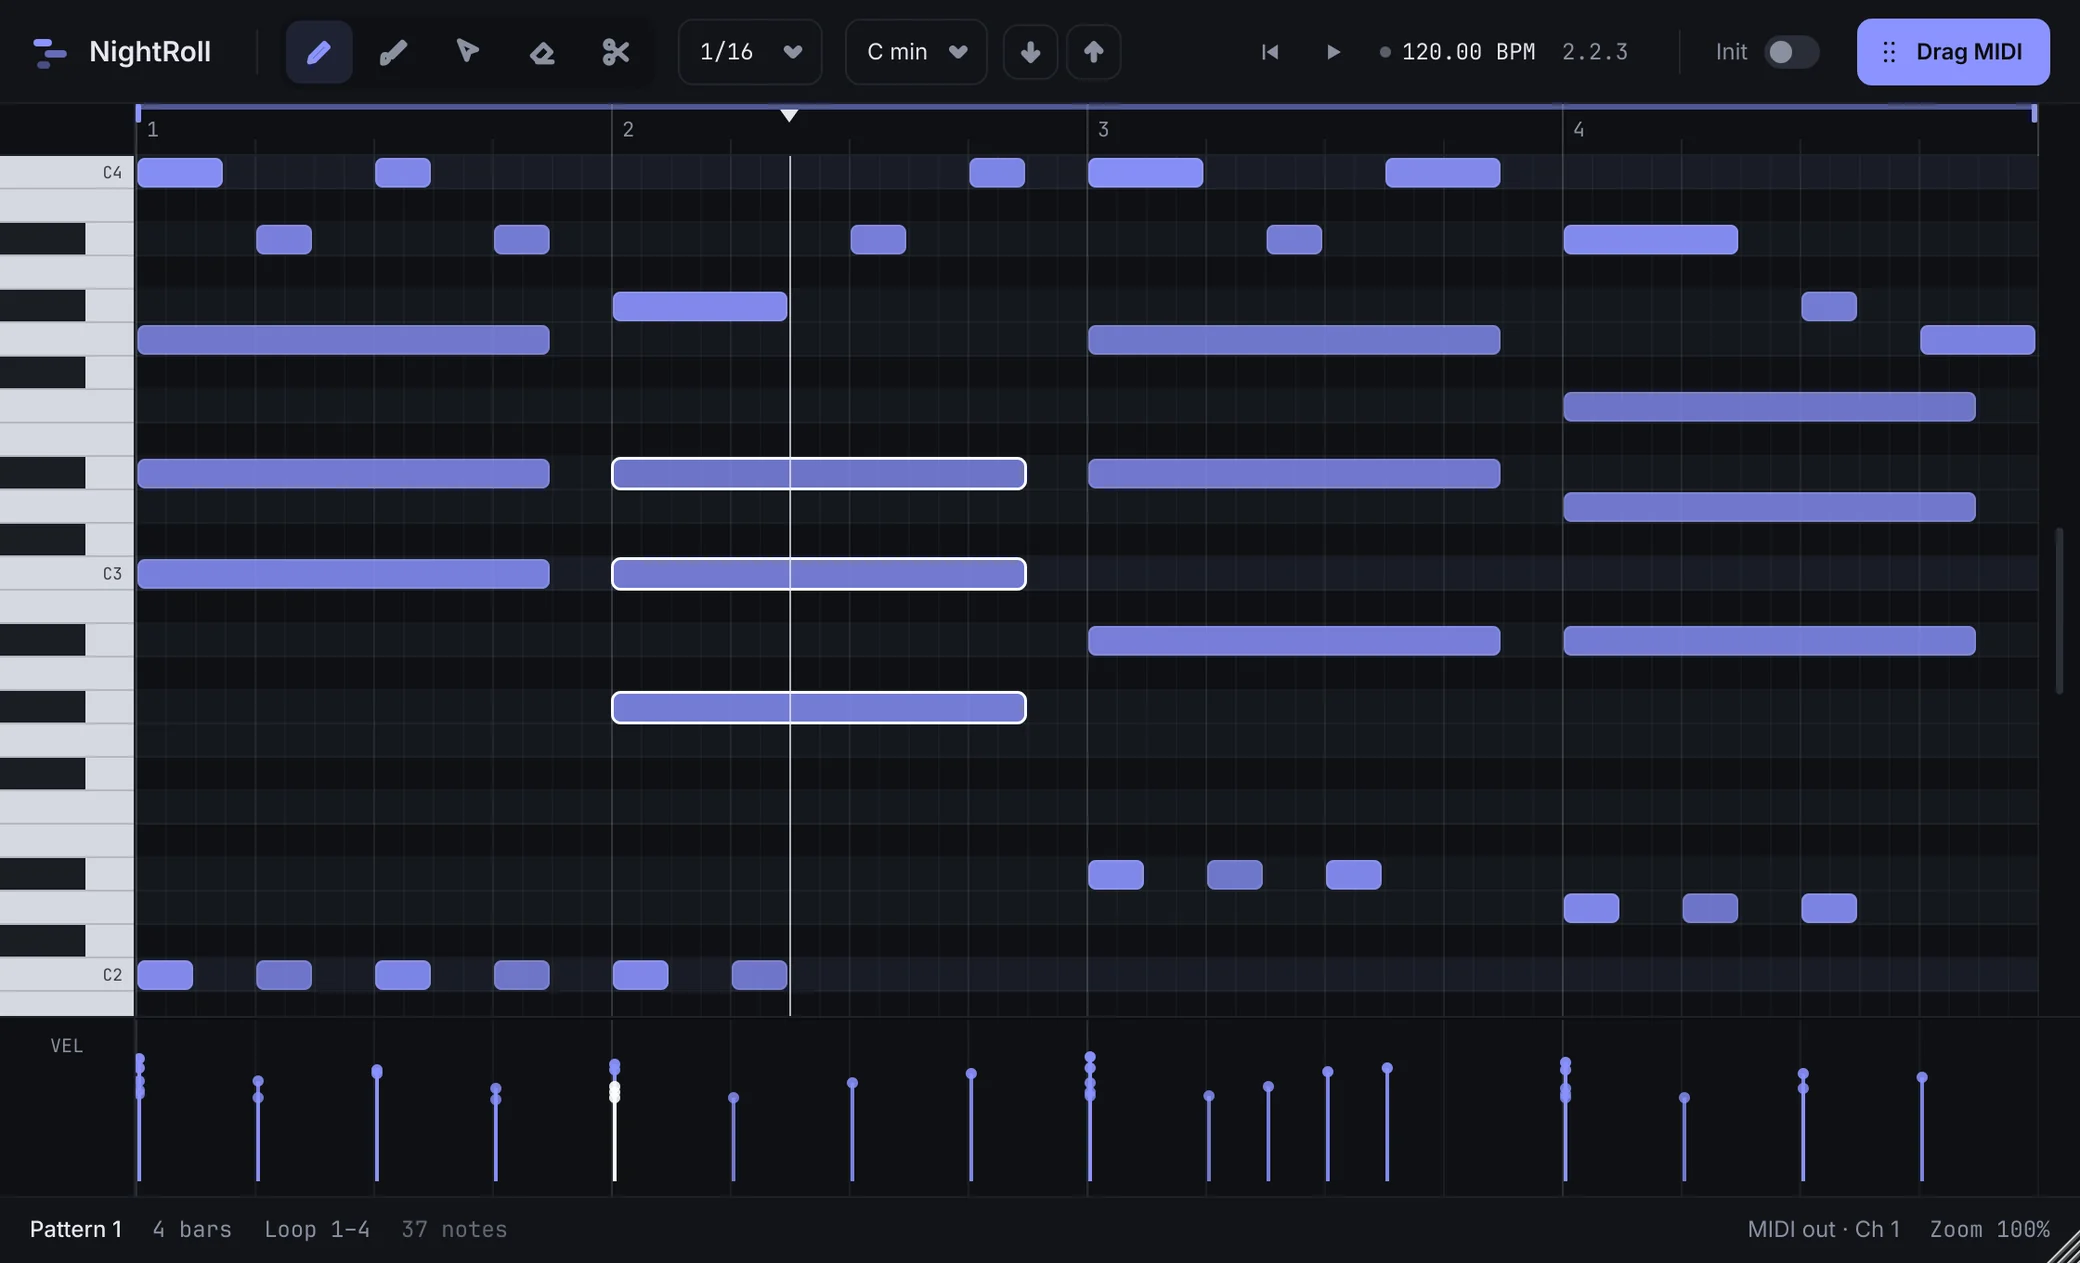 NightRoll 1/16 C min 120.00 BPM 2.2.3 Init Drag MIDI
1 2 3 4
C4
C3
C2
VEL
Pattern 1 4 bars Loop 1–4 37 notes MIDI out · Ch 1 Zoom 100%